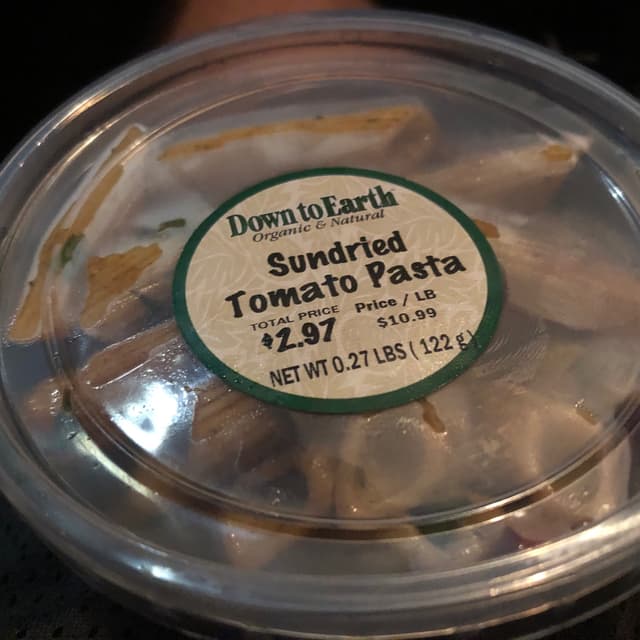 Down to Earth
Organic & Natural
Sundried
Tomato Pasta
TOTAL PRICE Price / LB
$2.97 $10.99
NET WT 0.27 LBS ( 122 g )